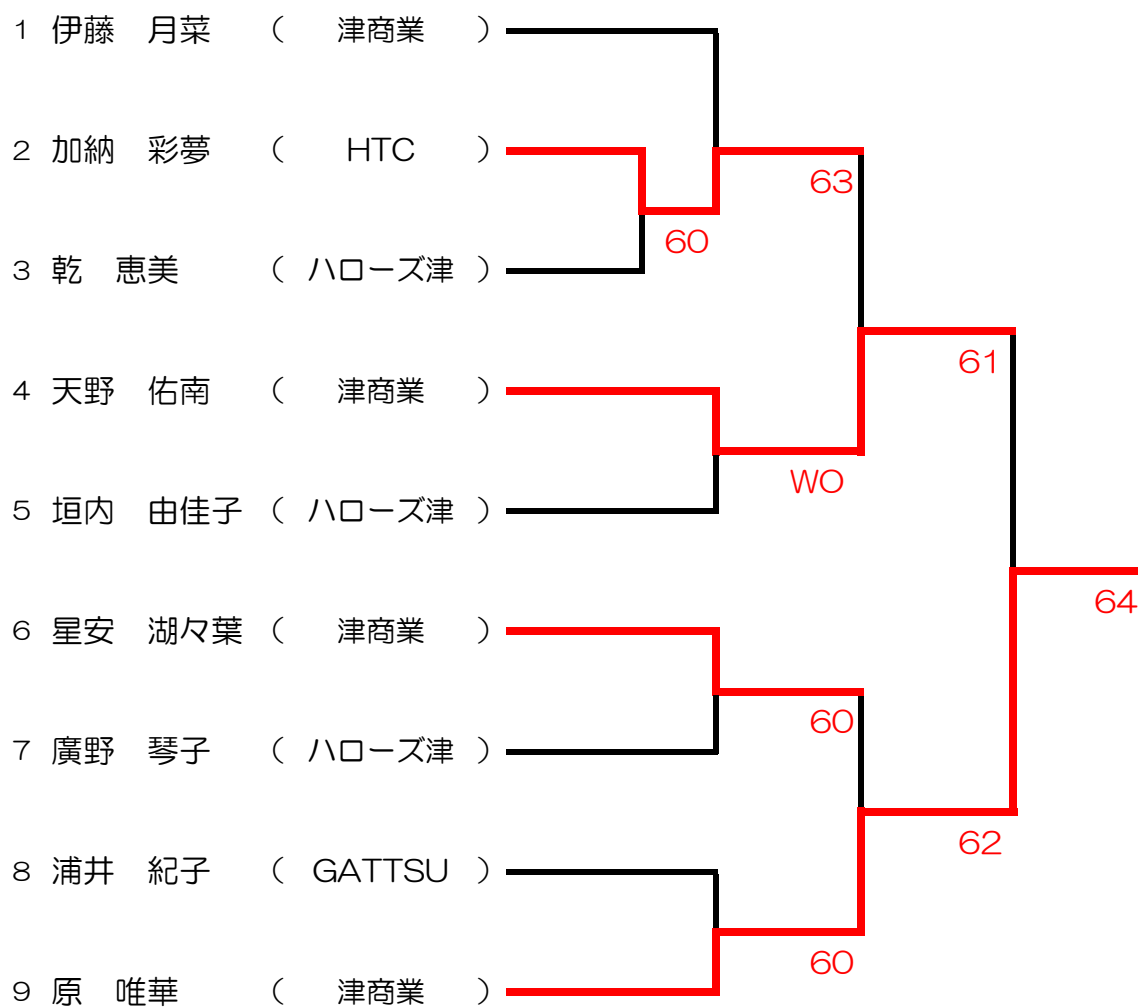 1 伊藤 月菜 ( 津商業 )
2 加納 彩夢 ( HTC )
63
60
3 乾 恵美 ( ハローズ津 )
61
4 天野 佑南 ( 津商業 )
WO
5 垣内 由佳子 ( ハローズ津 )
64
6 星安 湖々葉 ( 津商業 )
60
7 廣野 琴子 ( ハローズ津 )
62
8 浦井 紀子 ( GATTSU )
60
9 原 唯華 ( 津商業 )